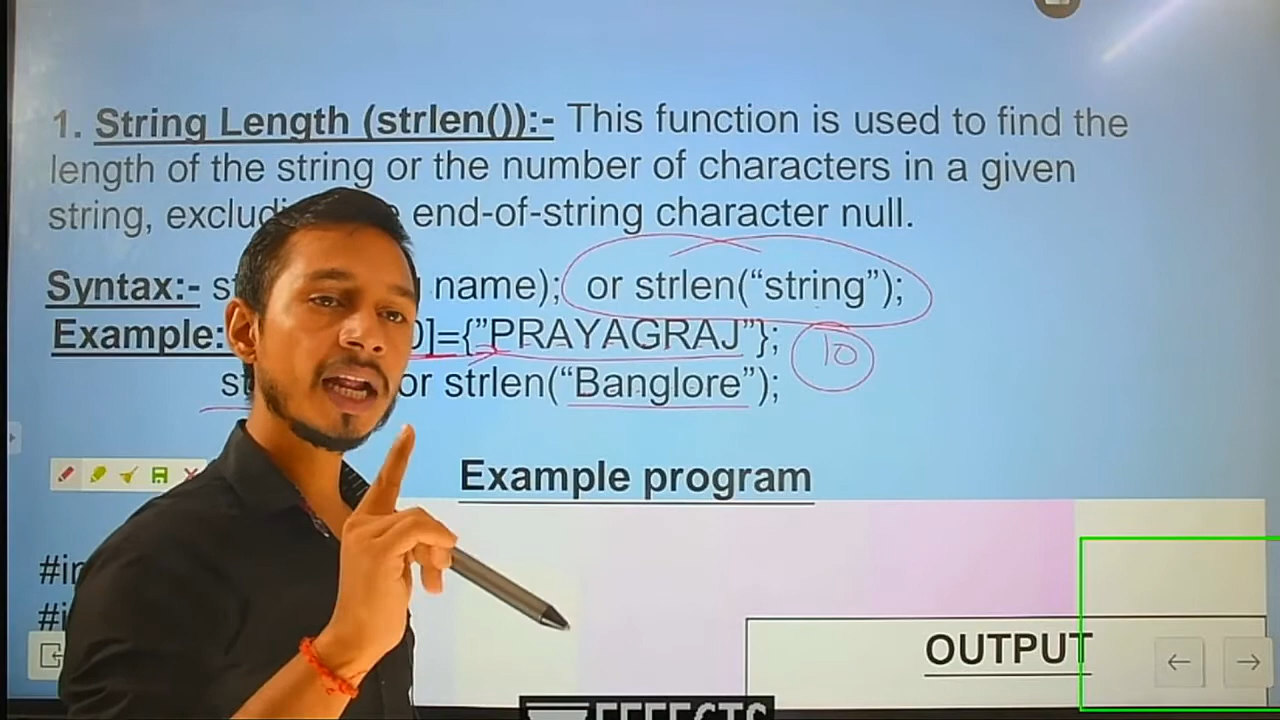 1. String Length (strlen()):- This function is used to find the
length of the string or the number of characters in a given
string, end-of-string character null.
Syntax:- name); or strlen(“string”);
Example: ]={”PRAYAGRAJ”};
10
or strlen(“Banglore”);
Example program
OUTPUT
EFFECTS